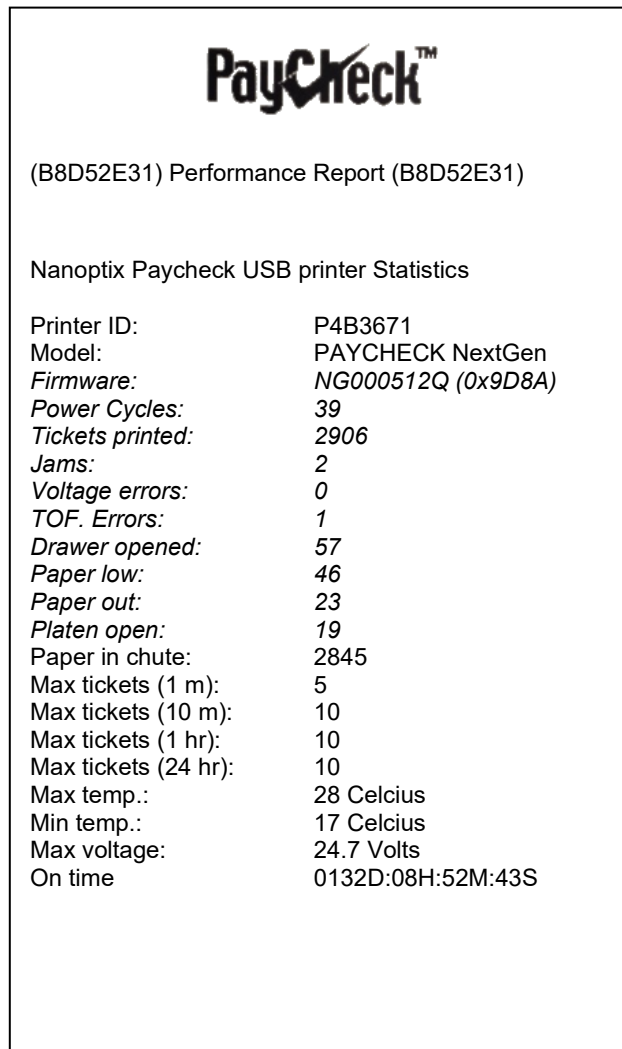 PayCheck™
(B8D52E31) Performance Report (B8D52E31)
Nanoptix Paycheck USB printer Statistics
Printer ID: P4B3671
Model: PAYCHECK NextGen
Firmware: NG000512Q (0x9D8A)
Power Cycles: 39
Tickets printed: 2906
Jams: 2
Voltage errors: 0
TOF. Errors: 1
Drawer opened: 57
Paper low: 46
Paper out: 23
Platen open: 19
Paper in chute: 2845
Max tickets (1 m): 5
Max tickets (10 m): 10
Max tickets (1 hr): 10
Max tickets (24 hr): 10
Max temp.: 28 Celcius
Min temp.: 17 Celcius
Max voltage: 24.7 Volts
On time 0132D:08H:52M:43S